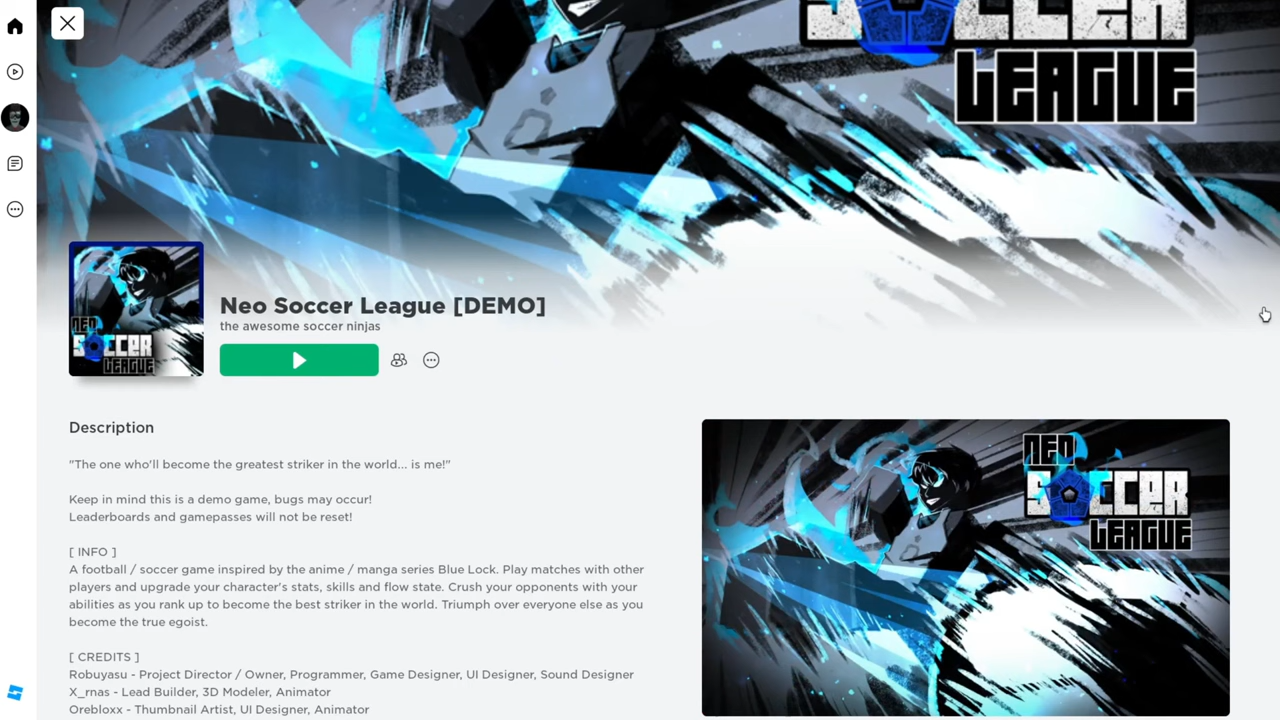 SOCCER
LEAGUE
NEO
SOCCER
LEAGUE
Neo Soccer League [DEMO]
the awesome soccer ninjas
Description
"The one who'll become the greatest striker in the world... is me!"
Keep in mind this is a demo game, bugs may occur!
Leaderboards and gamepasses will not be reset!
[ INFO ]
A football / soccer game inspired by the anime / manga series Blue Lock. Play matches with other
players and upgrade your character's stats, skills and flow state. Crush your opponents with your
abilities as you rank up to become the best striker in the world. Triumph over everyone else as you
become the true egoist.
[ CREDITS ]
Robuyasu - Project Director / Owner, Programmer, Game Designer, UI Designer, Sound Designer
X_rnas - Lead Builder, 3D Modeler, Animator
Orebloxx - Thumbnail Artist, UI Designer, Animator
NEO
SOCCER
LEAGUE